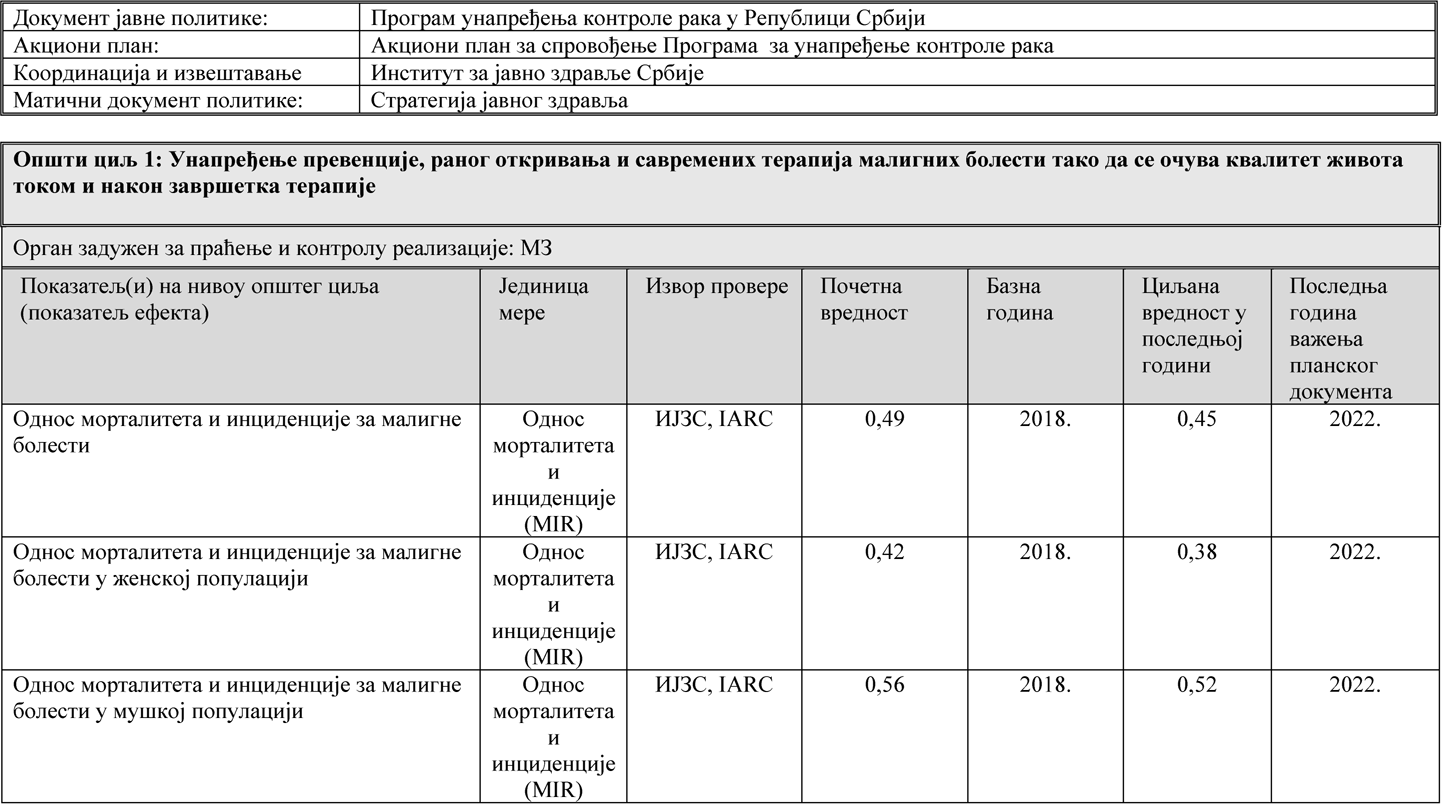 Документ јавне политике: Програм унапређења контроле рака у Републици Србији
Акциони план: Акциони план за спровођење Програма за унапређење контроле рака
Координација и извештавање Институт за јавно здравље Србије
Матични документ политике: Стратегија јавног здравља
Општи циљ 1: Унапређење превенције, раног откривања и савремених терапија малигних болести тако да се очува квалитет живота
током и након завршетка терапије
Орган задужен за праћење и контролу реализације: МЗ
Показатељ(и) на нивоу општег циља
(показатељ ефекта)
Јединица
мере
Извор провере
Почетна
вредност
Базна
година
Циљана
вредност у
последњој
години
Последња
година
важења
планског
документа
Однос морталитета и инциденције за малигне
болести
Однос
морталитета
и
инциденције
(MIR)
ИЈЗС, IARC
0,49
2018.
0,45
2022.
Однос морталитета и инциденције за малигне
болести у женској популацији
Однос
морталитета
и
инциденције
(MIR)
ИЈЗС, IARC
0,42
2018.
0,38
2022.
Однос морталитета и инциденције за малигне
болести у мушкој популацији
Однос
морталитета
и
инциденције
(MIR)
ИЈЗС, IARC
0,56
2018.
0,52
2022.